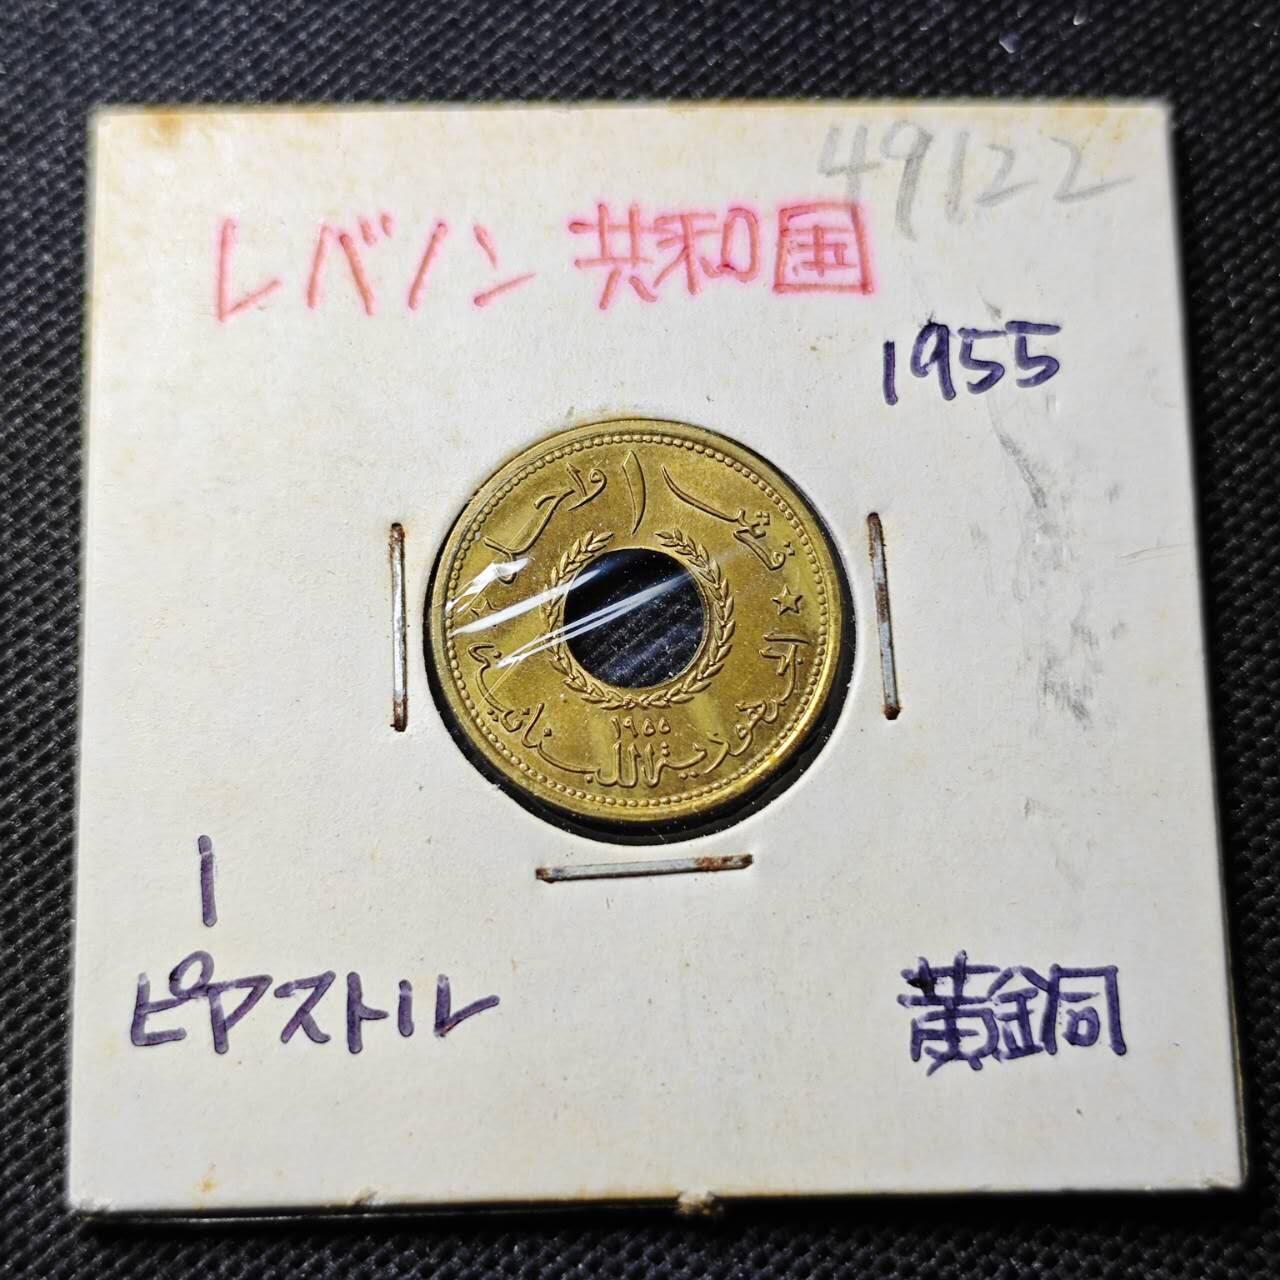 49122
レバノン共和国
1955
قرش ١ واحد
الجمهورية اللبنانية
١٩٥٥
1
ピアストル
黄銅